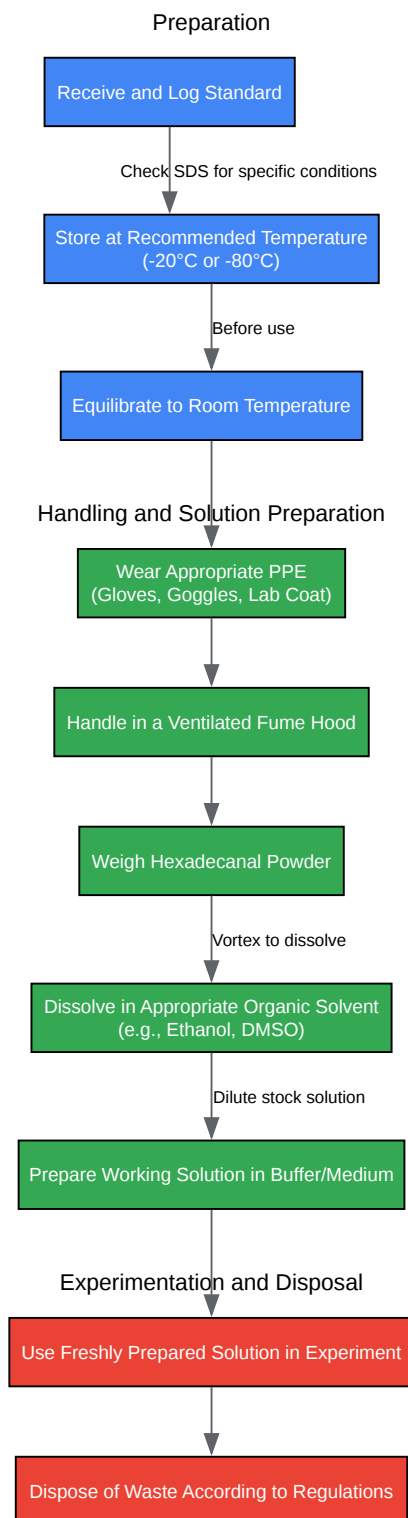 Preparation
Receive and Log Standard
Check SDS for specific conditions
Store at Recommended Temperature
(-20°C or -80°C)
Before use
Equilibrate to Room Temperature
Handling and Solution Preparation
Wear Appropriate PPE
(Gloves, Goggles, Lab Coat)
Handle in a Ventilated Fume Hood
Weigh Hexadecanal Powder
Vortex to dissolve
Dissolve in Appropriate Organic Solvent
(e.g., Ethanol, DMSO)
Dilute stock solution
Prepare Working Solution in Buffer/Medium
Experimentation and Disposal
Use Freshly Prepared Solution in Experiment
Dispose of Waste According to Regulations